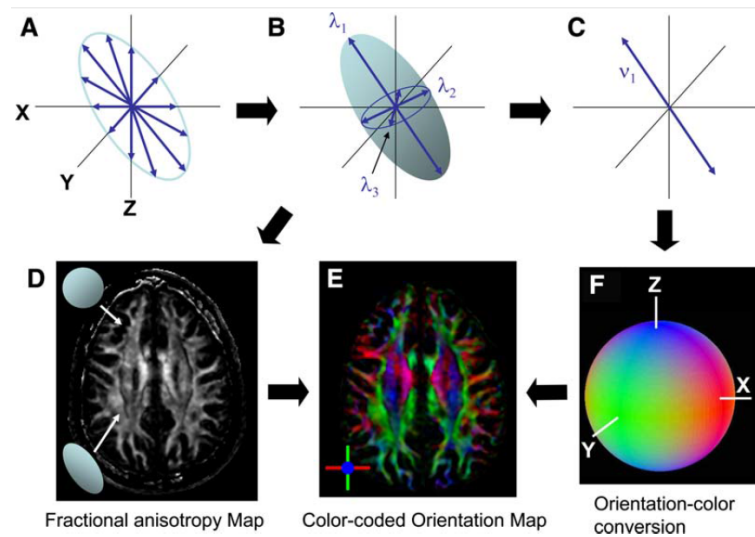 A
B
C
λ1
ν1
λ2
X
Y
λ3
Z
D
E
F
Z
X
Y
Fractional anisotropy Map
Color-coded Orientation Map
Orientation-color
conversion